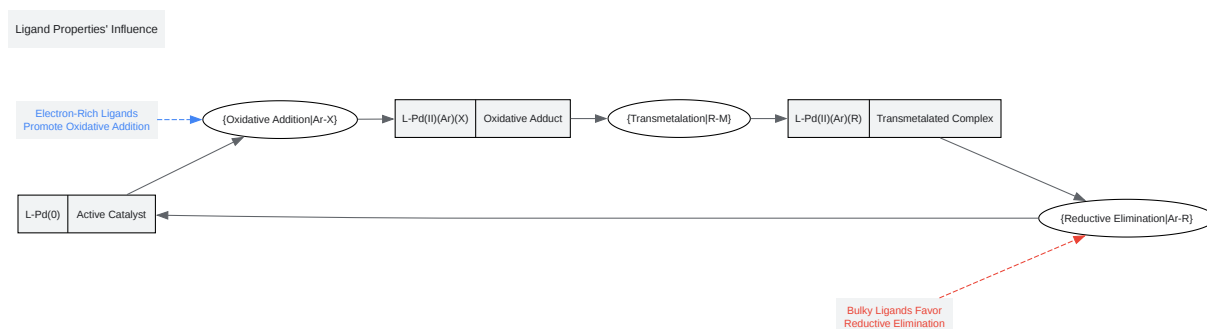 Ligand Properties' Influence
Electron-Rich Ligands
Promote Oxidative Addition
{Oxidative Addition|Ar-X}
L-Pd(II)(Ar)(X) Oxidative Adduct
{Transmetalation|R-M}
L-Pd(II)(Ar)(R) Transmetalated Complex
L-Pd(0) Active Catalyst
{Reductive Elimination|Ar-R}
Bulky Ligands Favor
Reductive Elimination